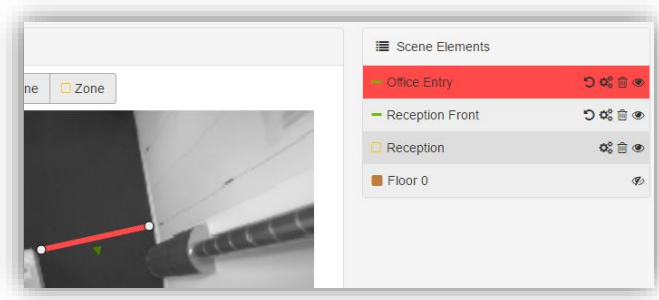 Scene Elements
Office Entry
ne
Zone
Reception Front
Reception
Floor 0